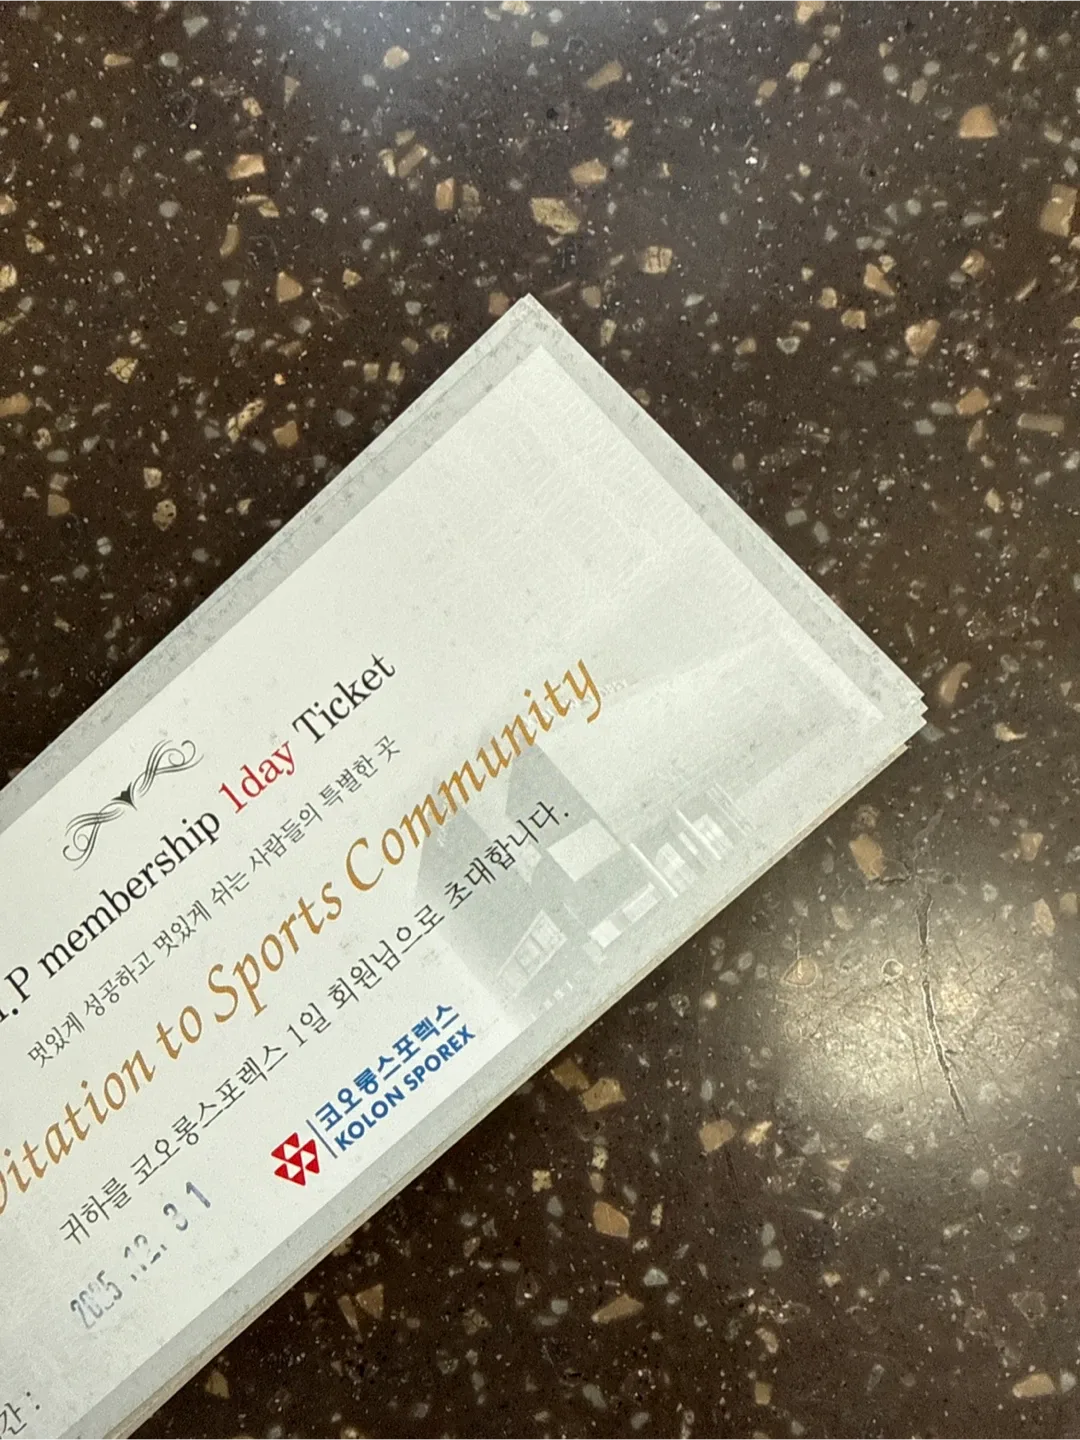 .P membership 1day Ticket
멋있게 성공하고 멋있게 쉬는 사람들의 특별한 곳
vitation to Sports Community
귀하를 코오롱스포렉스 1일 회원님으로 초대합니다.
코오롱스포렉스
KOLON SPOREX
2025.12.31
간 :